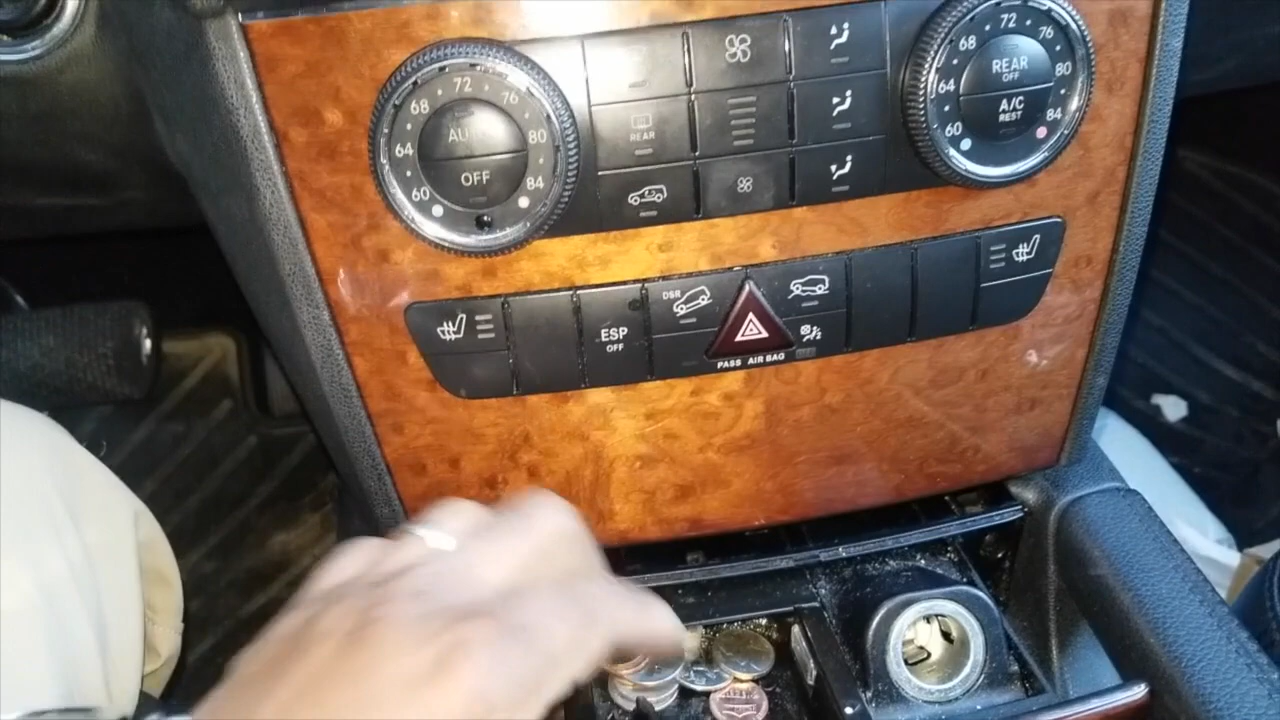 72
68
76
64
AUTO
80
60
OFF
84
REAR
72
68
76
64
REAR
OFF
80
60
A/C
REST
84
ESP
OFF
DSR
PASS AIR BAG